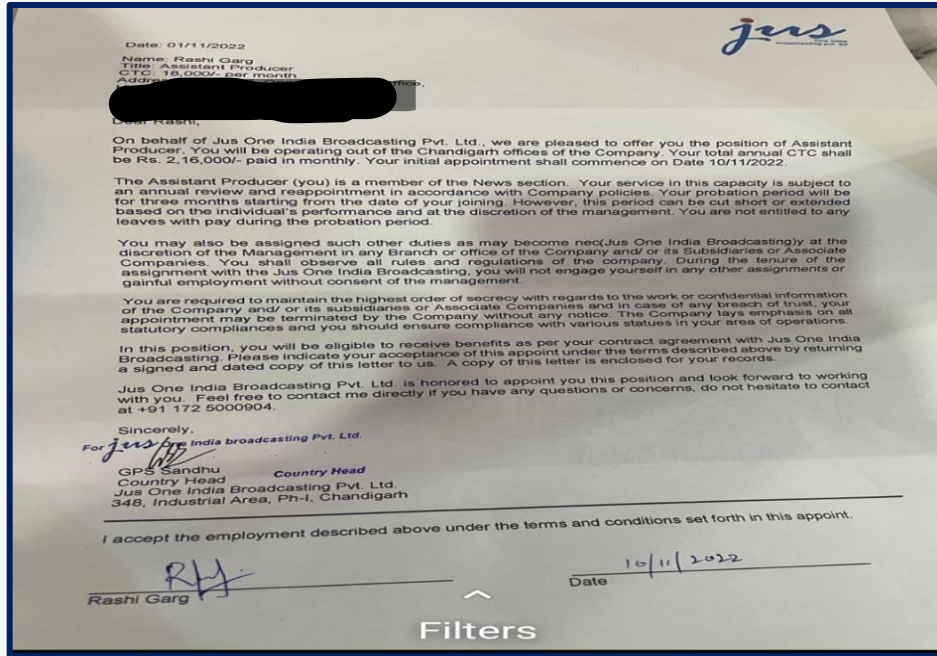 jus
One India
broadcasting pvt. ltd
Date: 01/11/2022
Name: Rashi Garg
Title: Assistant Producer
CTC: 18,000/- per month
Dear Rashi,
On behalf of Jus One India Broadcasting Pvt. Ltd., we are pleased to offer you the position of Assistant
Producer. You will be operating out of the Chandigarh offices of the Company. Your total annual CTC shall
be Rs. 2,16,000/- paid in monthly. Your initial appointment shall commence on Date 10/11/2022.
The Assistant Producer (you) is a member of the News section. Your service in this capacity is subject to
an annual review and reappointment in accordance with Company policies. Your probation period will be
for three months starting from the date of your joining. However, this period can be cut short or extended
based on the individual's performance and at the discretion of the management. You are not entitled to any
leaves with pay during the probation period.
You may also be assigned such other duties as may become nec(Jus One India Broadcasting)y at the
discretion of the Management in any Branch or office of the Company and/ or its Subsidiaries or Associate
Companies. You shall observe all rules and regulations of the company. During the tenure of the
assignment with the Jus One India Broadcasting, you will not engage yourself in any other assignments or
gainful employment without consent of the management.
You are required to maintain the highest order of secrecy with regards to the work or confidential information
of the Company and/ or its subsidiaries or Associate Companies and in case of any breach of trust, your
appointment may be terminated by the Company without any notice. The Company lays emphasis on all
statutory compliances and you should ensure compliance with various statues in your area of operations.
In this position, you will be eligible to receive benefits as per your contract agreement with Jus One India
Broadcasting. Please indicate your acceptance of this appoint under the terms described above by returning
a signed and dated copy of this letter to us. A copy of this letter is enclosed for your records.
Jus One India Broadcasting Pvt. Ltd. is honored to appoint you this position and look forward to working
with you. Feel free to contact me directly if you have any questions or concerns, do not hesitate to contact
at +91 172 5000904.
Sincerely,
For jus One India broadcasting Pvt. Ltd.
GPS Sandhu
Country Head
Country Head
Jus One India Broadcasting Pvt. Ltd.
348, Industrial Area, Ph-I, Chandigarh
I accept the employment described above under the terms and conditions set forth in this appoint.
10/11/2022
Rashi Garg
Date
Filters